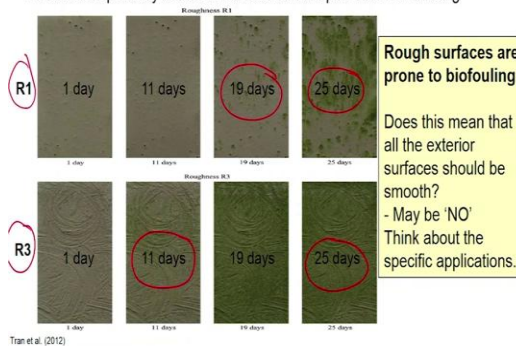 Roughness R1
R1
1 day
11 days
19 days
25 days
1 day
11 days
19 days
25 days
Roughness R3
R3
1 day
11 days
19 days
25 days
1 day
11 days
19 days
25 days
Tran et al. (2012)
Rough surfaces are
prone to biofouling
Does this mean that
all the exterior
surfaces should be
smooth?
- May be 'NO'
Think about the
specific applications.